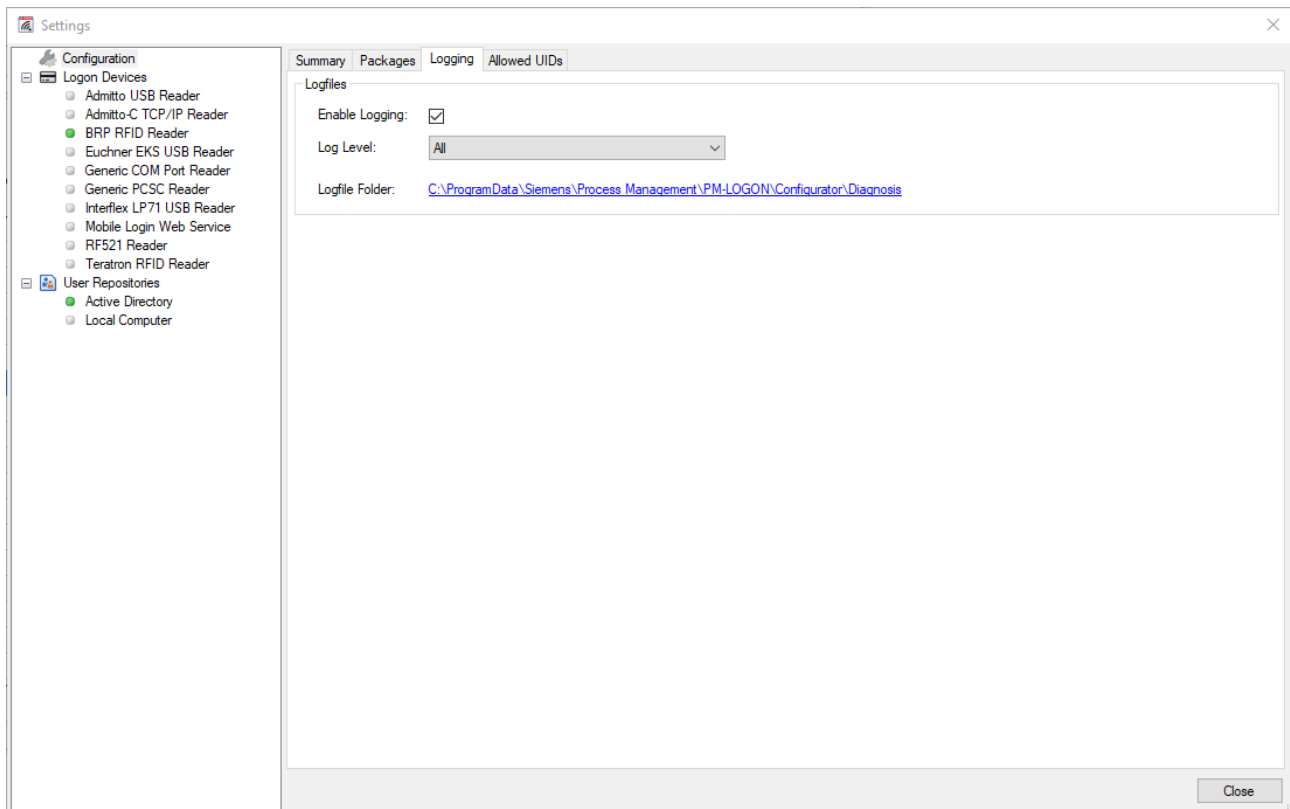 Settings
Configuration
Logon Devices
Admitto USB Reader
Admitto-C TCP/IP Reader
BRP RFID Reader
Euchner EKS USB Reader
Generic COM Port Reader
Generic PCSC Reader
Interflex LP71 USB Reader
Mobile Login Web Service
RF521 Reader
Teratron RFID Reader
User Repositories
Active Directory
Local Computer
Summary Packages Logging Allowed UIDs
Logfiles
Enable Logging:
Log Level: All
Logfile Folder: C:\ProgramData\Siemens\Process Management\PM-LOGON\Configurator\Diagnosis
Close